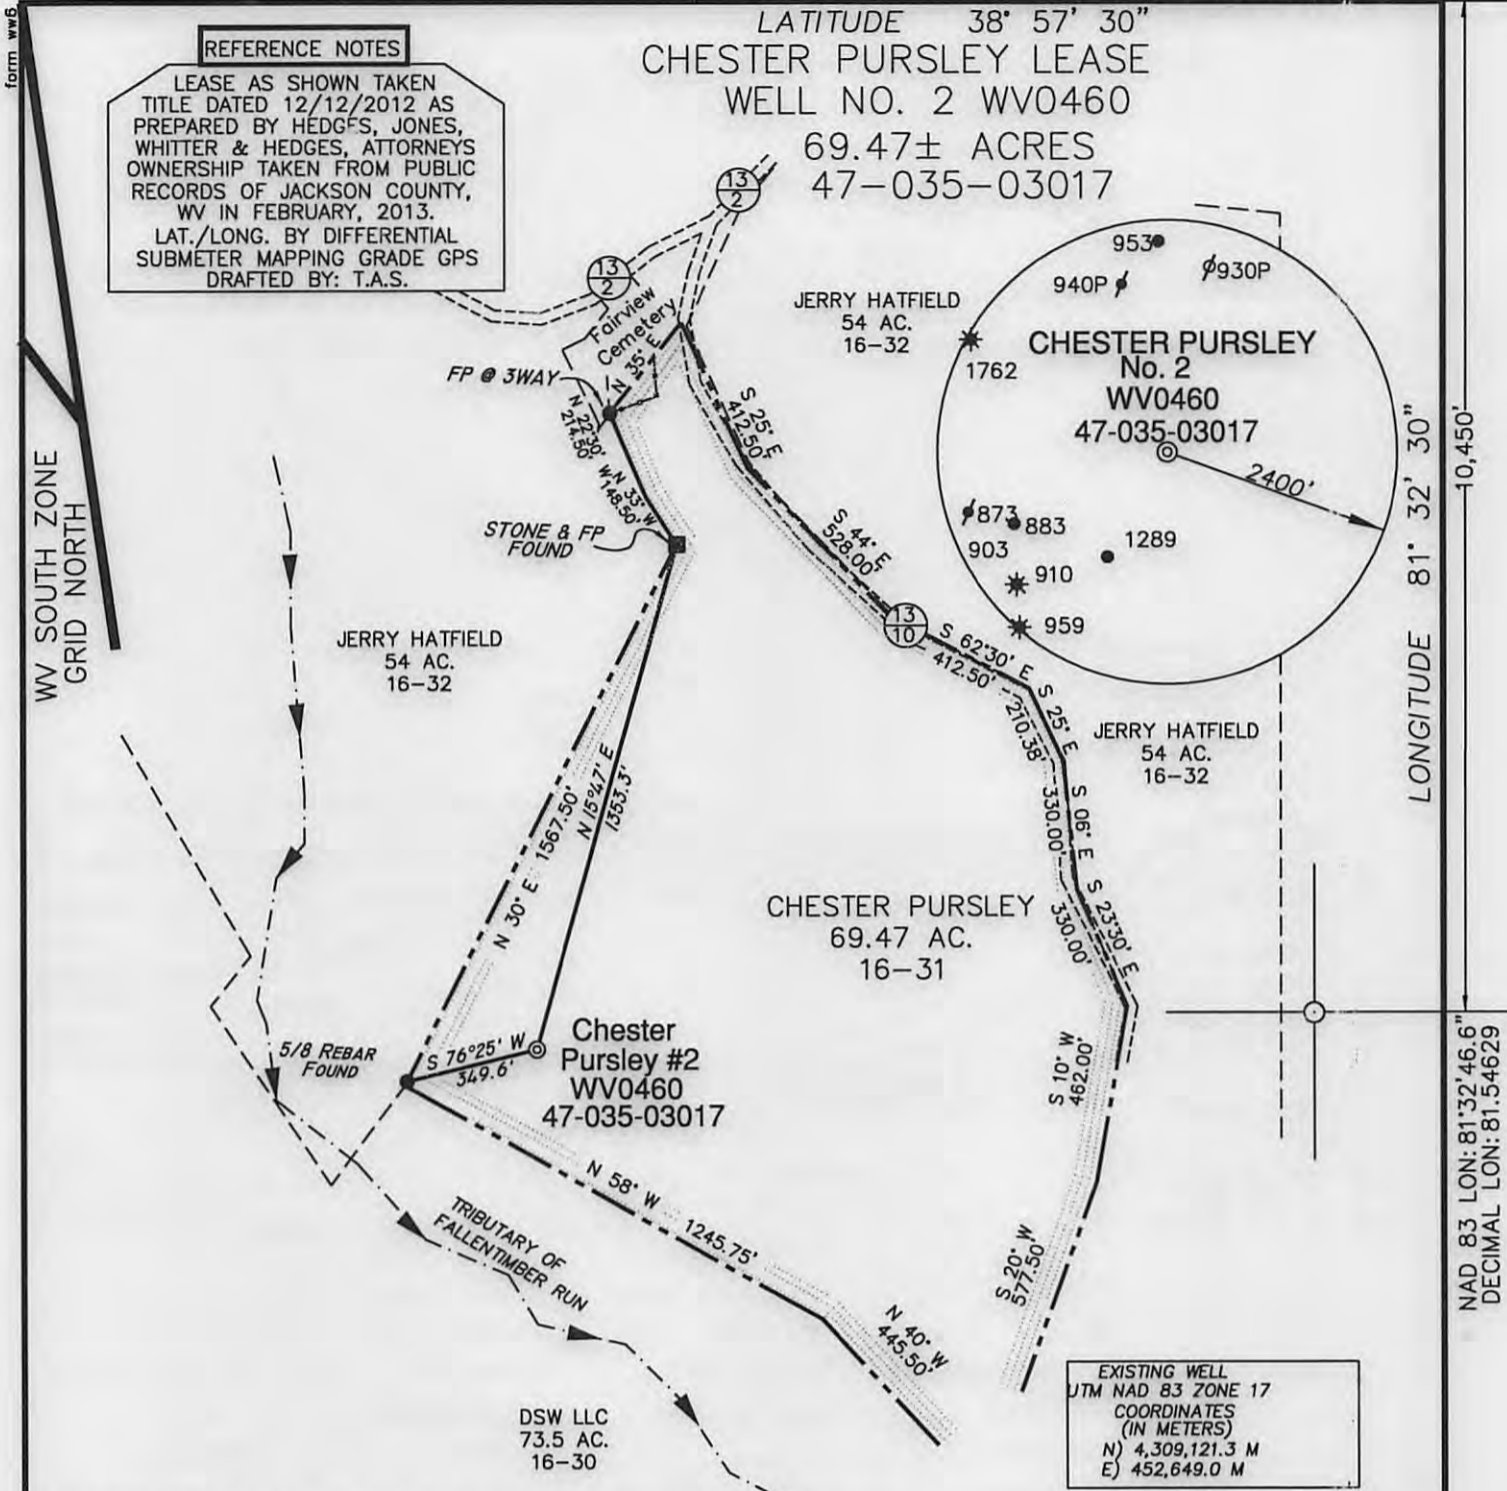 form ww6
REFERENCE NOTES
LEASE AS SHOWN TAKEN
TITLE DATED 12/12/2012 AS
PREPARED BY HEDGES, JONES,
WHITTER & HEDGES, ATTORNEYS
OWNERSHIP TAKEN FROM PUBLIC
RECORDS OF JACKSON COUNTY,
WV IN FEBRUARY, 2013.
LAT./LONG. BY DIFFERENTIAL
SUBMETER MAPPING GRADE GPS
DRAFTED BY: T.A.S.
LATITUDE 38° 57' 30"
CHESTER PURSLEY LEASE
WELL NO. 2 WV0460
69.47± ACRES
47-035-03017
13
2
13
2
Fairview
Cemetery
N 35° E
FP @ 3WAY
N 22°30' W
214.50'
N 33° W
148.50'
STONE & FP
FOUND
S 25° E
412.50'
S 44° E
528.00'
13
10
S 62°30' E
412.50'
S 25° E
210.38'
S 06° E
330.00'
S 23°30' E
330.00'
S 10° W
462.00'
S 20° W
577.50'
JERRY HATFIELD
54 AC.
16-32
953
940P
930P
1762
CHESTER PURSLEY
No. 2
WV0460
47-035-03017
2400'
873
883
903
1289
910
959
JERRY HATFIELD
54 AC.
16-32
WV SOUTH ZONE
GRID NORTH
JERRY HATFIELD
54 AC.
16-32
N 30° E 1567.50'
N 15°47' E
1353.3'
CHESTER PURSLEY
69.47 AC.
16-31
5/8 REBAR
FOUND
S 76°25' W
349.6'
Chester
Pursley #2
WV0460
47-035-03017
N 58° W 1245.75'
N 40° W
445.50'
TRIBUTARY OF
FALLENTIMBER RUN
DSW LLC
73.5 AC.
16-30
EXISTING WELL
UTM NAD 83 ZONE 17
COORDINATES
(IN METERS)
N) 4,309,121.3 M
E) 452,649.0 M
LONGITUDE 81° 32' 30"
10,450'
NAD 83 LON: 81°32'46.6"
DECIMAL LON: 81.54629